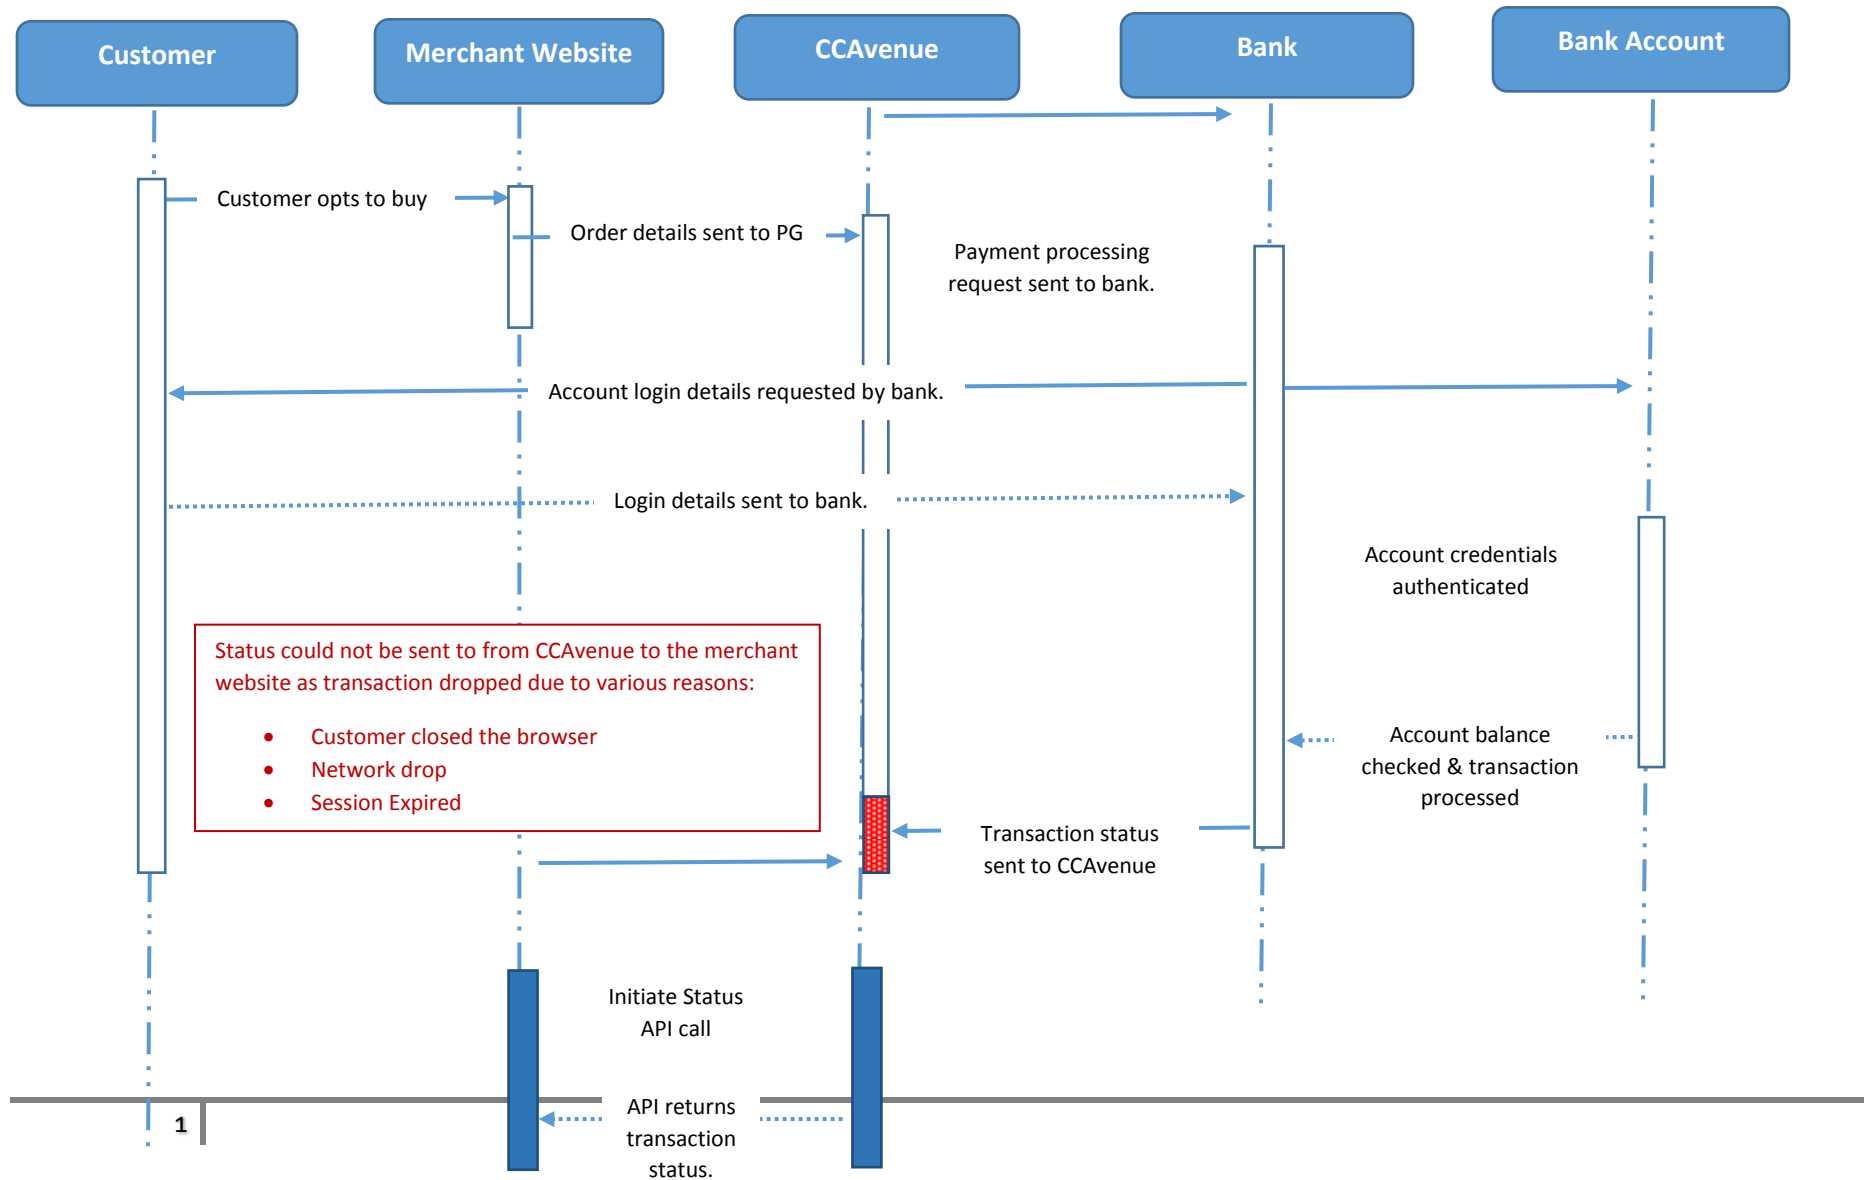 Customer
Merchant Website
CCAvenue
Bank
Bank Account
Customer opts to buy
Order details sent to PG
Payment processing
request sent to bank.
Account login details requested by bank.
Login details sent to bank.
Account credentials
authenticated
Status could not be sent to from CCAvenue to the merchant
website as transaction dropped due to various reasons:
• Customer closed the browser
• Network drop
• Session Expired
Account balance
checked & transaction
processed
Transaction status
sent to CCAvenue
Initiate Status
API call
API returns
transaction
status.
1